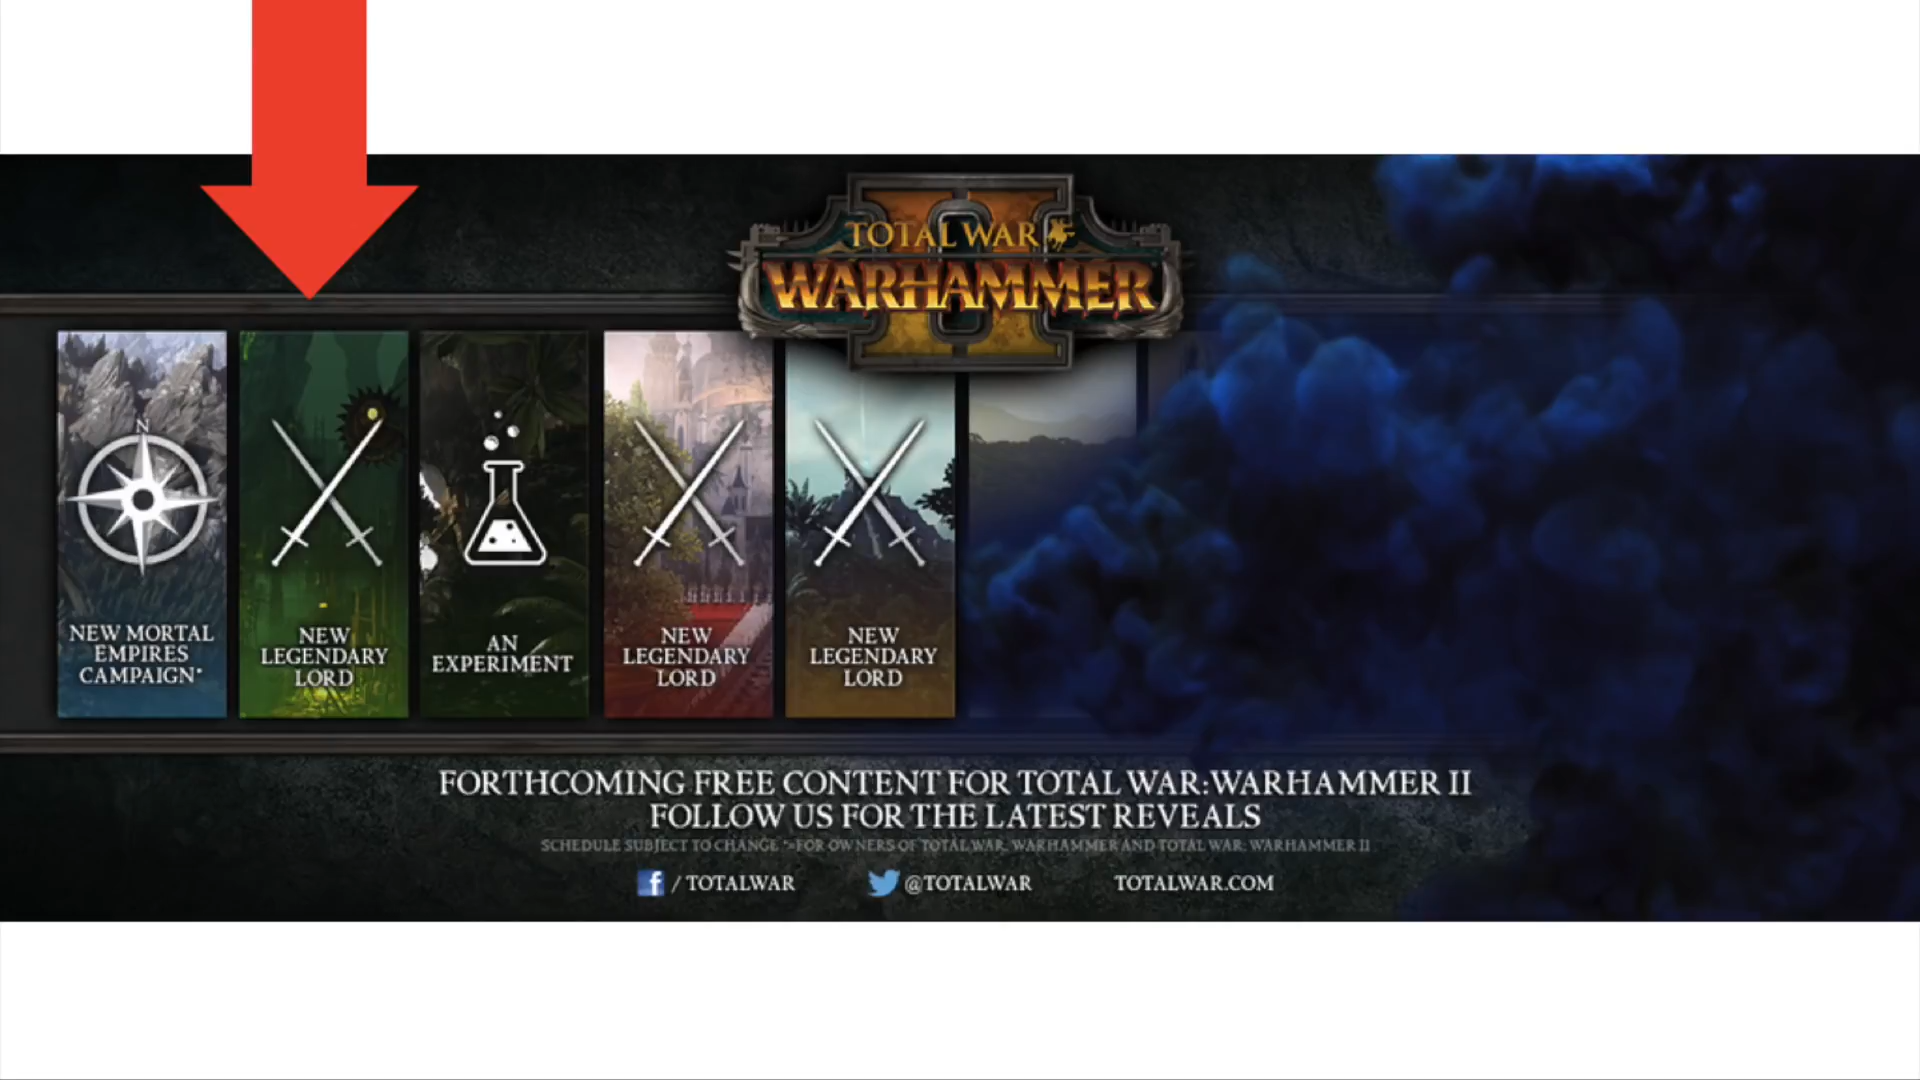 TOTAL WAR
WARHAMMER
II
N
NEW MORTAL
EMPIRES
CAMPAIGN*
NEW
LEGENDARY
LORD
AN
EXPERIMENT
NEW
LEGENDARY
LORD
NEW
LEGENDARY
LORD
FORTHCOMING FREE CONTENT FOR TOTAL WAR:WARHAMMER II
FOLLOW US FOR THE LATEST REVEALS
SCHEDULE SUBJECT TO CHANGE *=FOR OWNERS OF TOTAL WAR: WARHAMMER AND TOTAL WAR: WARHAMMER II
f / TOTALWAR
@TOTALWAR
TOTALWAR.COM